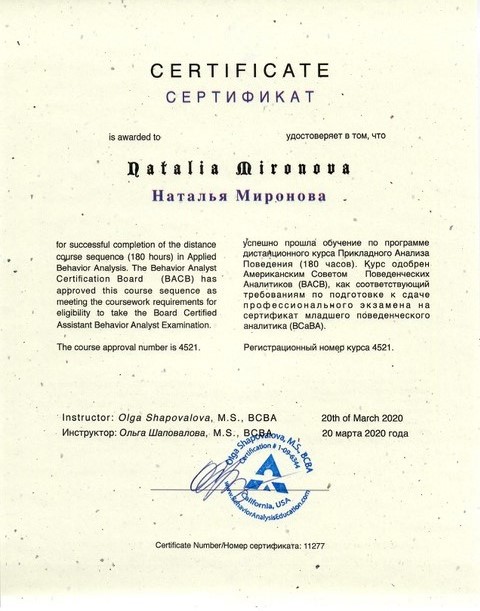 CERTIFICATE
СЕРТИФИКАТ
is awarded to
удостоверяет в том, что
Natalia Mironova
Наталья Миронова
for successful completion of the distance
course sequence (180 hours) in Applied
Behavior Analysis. The Behavior Analyst
Certification Board (BACB) has
approved this course sequence as
meeting the coursework requirements for
eligibility to take the Board Certified
Assistant Behavior Analyst Examination.
The course approval number is 4521.
успешно прошла обучение по программе
дистанционного курса Прикладного Анализа
Поведения (180 часов). Курс одобрен
Американским Советом Поведенческих
Аналитиков (BACB), как соответствующий
требованиям по подготовке к сдаче
профессионального экзамена на
сертификат младшего поведенческого
аналитика (BCaBA).
Регистрационный номер курса 4521.
Instructor: Olga Shapovalova, M.S., BCBA
20th of March 2020
Инструктор: Ольга Шаповалова, M.S., BCBA
20 марта 2020 года
Olga Shapovalova, M.S., BCBA
Certification # 1-09-6344
California, USA
www.BehaviorAnalysisEducation.com
Certificate Number/Номер сертификата: 11277